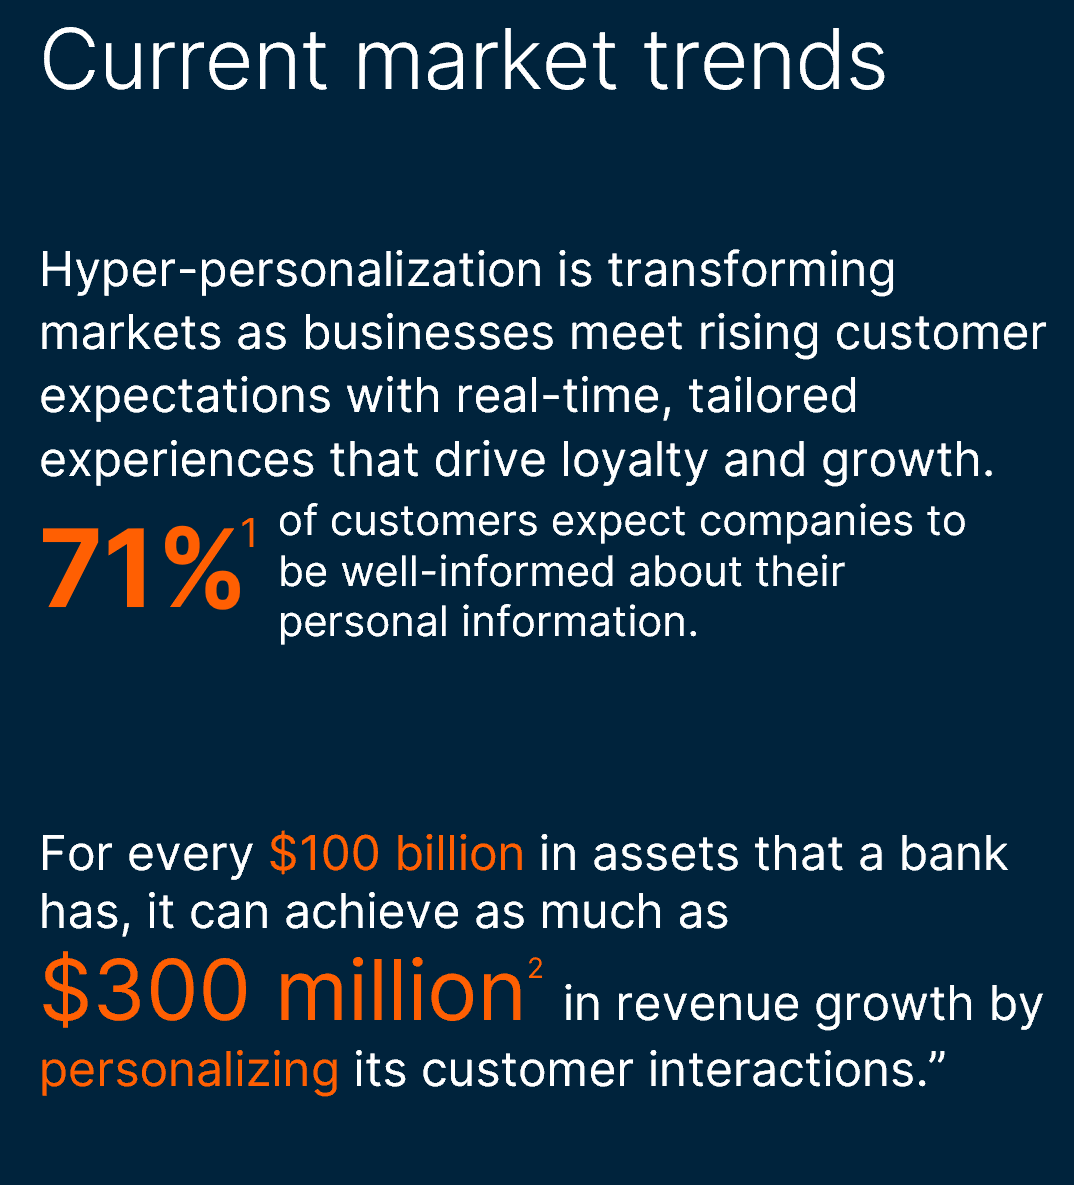 Current market trends
Hyper-personalization is transforming
markets as businesses meet rising customer
expectations with real-time, tailored
experiences that drive loyalty and growth.
71%¹ of customers expect companies to
be well-informed about their
personal information.
For every $100 billion in assets that a bank
has, it can achieve as much as
$300 million² in revenue growth by
personalizing its customer interactions.”